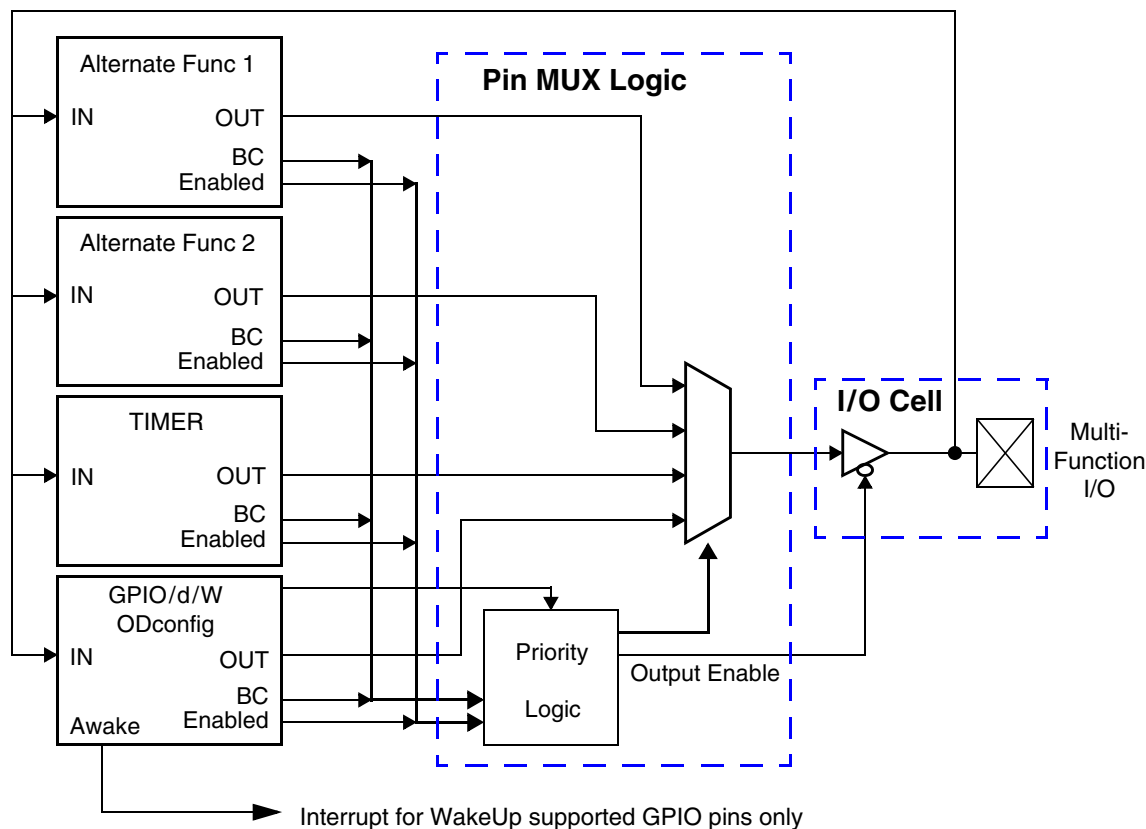 Alternate Func 1
IN
OUT
BC
Enabled
Alternate Func 2
IN
OUT
BC
Enabled
TIMER
IN
OUT
BC
Enabled
GPIO/d/W
ODconfig
IN
OUT
BC
Enabled
Awake
Pin MUX Logic
Priority
Logic
Output Enable
I/O Cell
Multi-
Function
I/O
Interrupt for WakeUp supported GPIO pins only